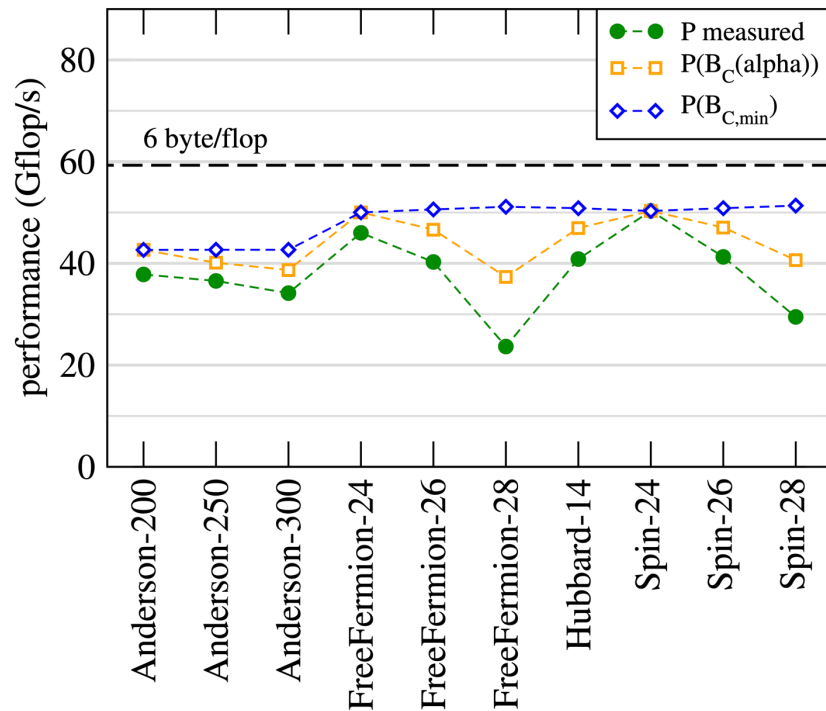 P measured
P(B_C(alpha))
P(B_C,min)
80
6 byte/flop
60
40
20
0
performance (Gflop/s)
Anderson-200
Anderson-250
Anderson-300
FreeFermion-24
FreeFermion-26
FreeFermion-28
Hubbard-14
Spin-24
Spin-26
Spin-28